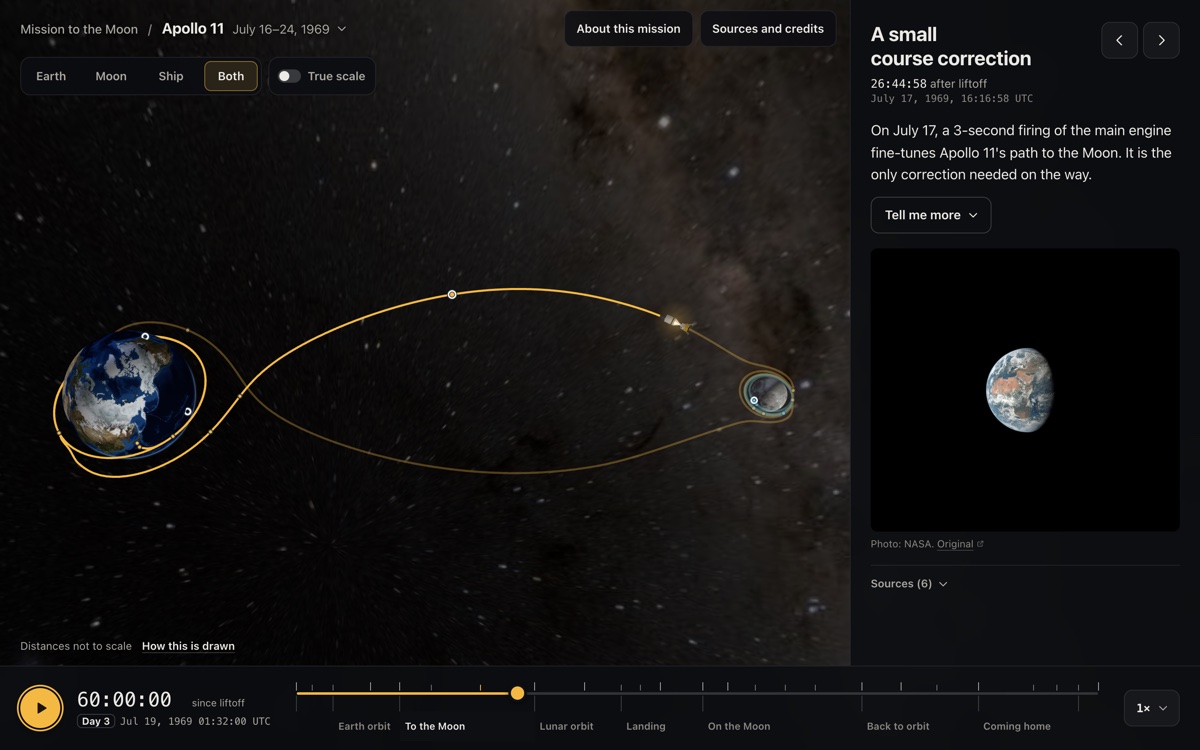 Mission to the Moon / Apollo 11 July 16–24, 1969
About this mission
Sources and credits
Earth Moon Ship Both
True scale
A small
course correction
26:44:58 after liftoff
July 17, 1969, 16:16:58 UTC
On July 17, a 3-second firing of the main engine
fine-tunes Apollo 11's path to the Moon. It is the
only correction needed on the way.
Tell me more
Photo: NASA. Original
Sources (6)
Distances not to scale How this is drawn
60:00:00 since liftoff
Day 3 Jul 19, 1969 01:32:00 UTC
Earth orbit To the Moon Lunar orbit Landing On the Moon Back to orbit Coming home
1×